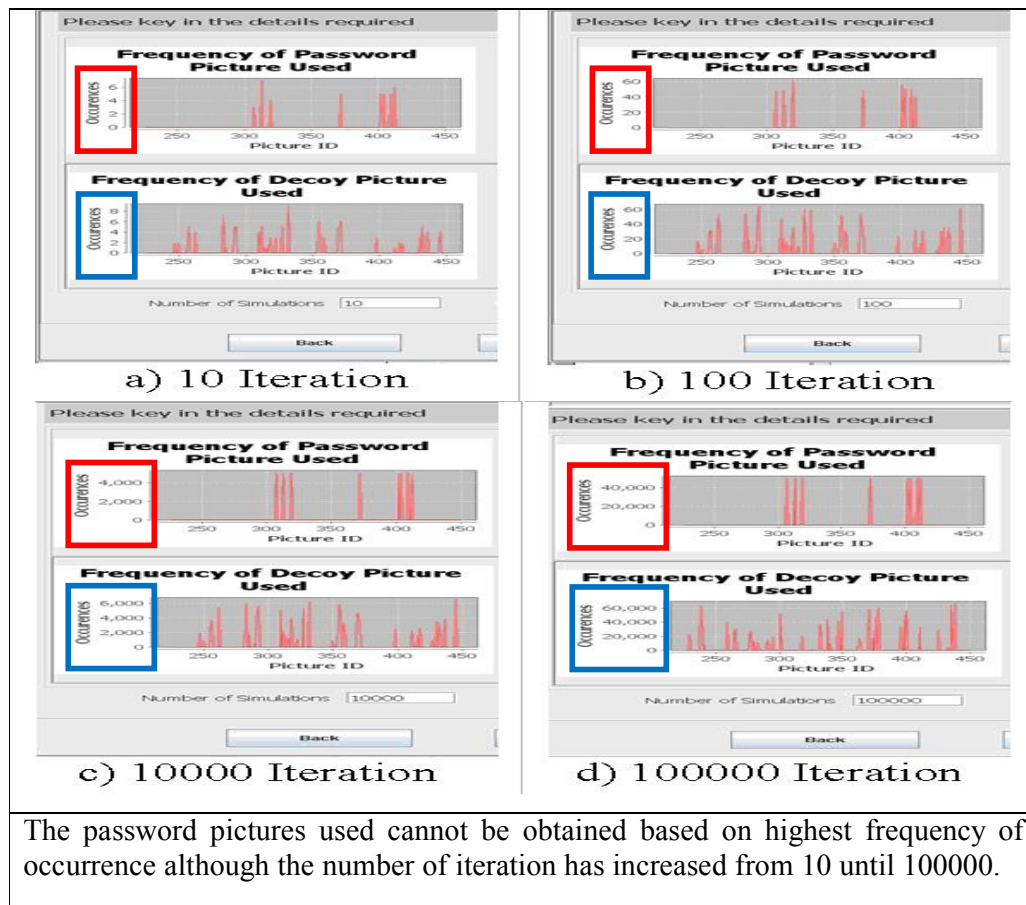 Please key in the details required
Frequency of Password
Picture Used
Occurences
6
4
2
0
250
300
350
400
450
Picture ID
Frequency of Decoy Picture
Used
Occurences
8
6
4
2
0
250
300
350
400
450
Picture ID
Number of Simulations 10
Back
a) 10 Iteration
Please key in the details required
Frequency of Password
Picture Used
Occurences
60
40
20
0
250
300
350
400
450
Picture ID
Frequency of Decoy Picture
Used
Occurences
60
40
20
0
250
300
350
400
450
Picture ID
Number of Simulations 100
Back
b) 100 Iteration
Please key in the details required
Frequency of Password
Picture Used
Occurences
4,000
2,000
0
250
300
350
400
450
Picture ID
Frequency of Decoy Picture
Used
Occurences
6,000
4,000
2,000
0
250
300
350
400
450
Picture ID
Number of Simulations 10000
Back
c) 10000 Iteration
Please key in the details required
Frequency of Password
Picture Used
Occurences
40,000
20,000
0
250
300
350
400
450
Picture ID
Frequency of Decoy Picture
Used
Occurences
60,000
40,000
20,000
0
250
300
350
400
450
Picture ID
Number of Simulations 100000
Back
d) 100000 Iteration
The password pictures used cannot be obtained based on highest frequency of
occurrence although the number of iteration has increased from 10 until 100000.